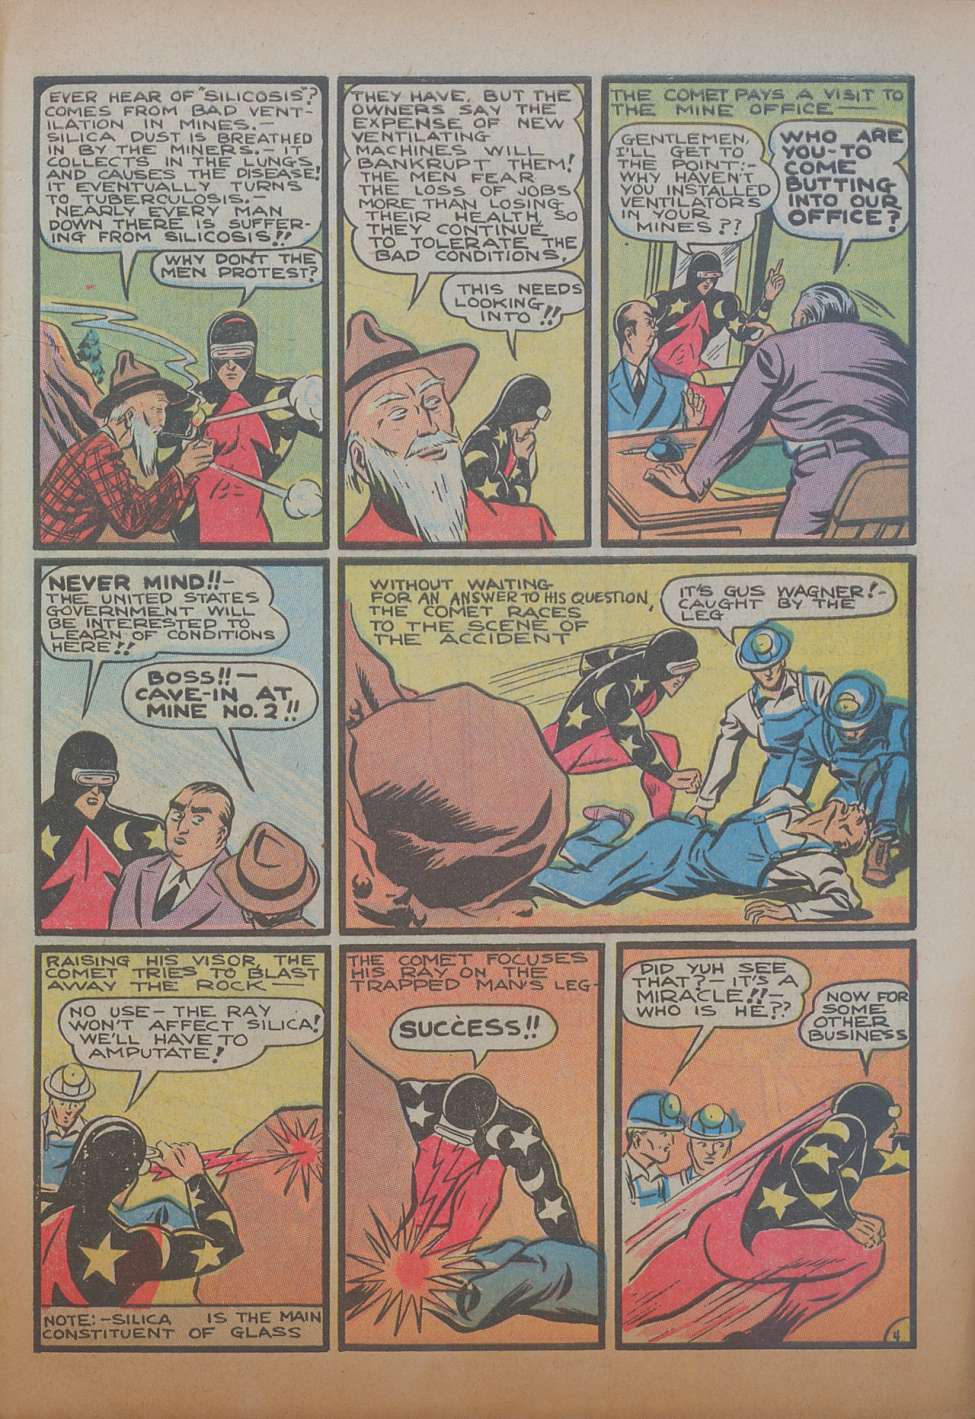 EVER HEAR OF "SILICOSIS"?
COMES FROM BAD VENT-
ILATION IN MINES.—
SILICA DUST IS BREATHED
IN BY THE MINERS — IT
COLLECTS IN THE LUNGS
AND CAUSES THE DISEASE!
IT EVENTUALLY TURNS
TO TUBERCULOSIS.—
NEARLY EVERY MAN
DOWN THERE IS SUFFER-
ING FROM SILICOSIS!!
WHY DON'T THE
MEN PROTEST?
THEY HAVE, BUT THE
OWNERS SAY THE
EXPENSE OF NEW
VENTILATING
MACHINES WILL
BANKRUPT THEM!
THE MEN FEAR
THE LOSS OF JOBS
MORE THAN LOSING
THEIR HEALTH, SO
THEY CONTINUE
TO TOLERATE THE
BAD CONDITIONS,
THIS NEEDS
LOOKING
INTO!!
THE COMET PAYS A VISIT TO
THE MINE OFFICE——
GENTLEMEN,
I'LL GET TO
THE POINT:-
WHY HAVEN'T
YOU INSTALLED
VENTILATORS
IN YOUR
MINES??
WHO ARE
YOU-TO
COME
BUTTING
INTO OUR
OFFICE?
NEVER MIND!!-
THE UNITED STATES
GOVERNMENT WILL
BE INTERESTED TO
LEARN OF CONDITIONS
HERE!!
BOSS!!—
CAVE-IN AT
MINE NO.2!!
WITHOUT WAITING
FOR AN ANSWER TO HIS QUESTION,
THE COMET RACES
TO THE SCENE OF
THE ACCIDENT
IT'S GUS WAGNER!-
CAUGHT BY THE
LEG
RAISING HIS VISOR, THE
COMET TRIES TO BLAST
AWAY THE ROCK——
NO USE — THE RAY
WON'T AFFECT SILICA!
WE'LL HAVE TO
AMPUTATE!
NOTE:-SILICA IS THE MAIN
CONSTITUENT OF GLASS
THE COMET FOCUSES
HIS RAY ON THE
TRAPPED MAN'S LEG-
SUCCESS!!
DID YUH SEE
THAT?— IT'S A
MIRACLE!!-
WHO IS HE??
NOW FOR
SOME
OTHER
BUSINESS
4